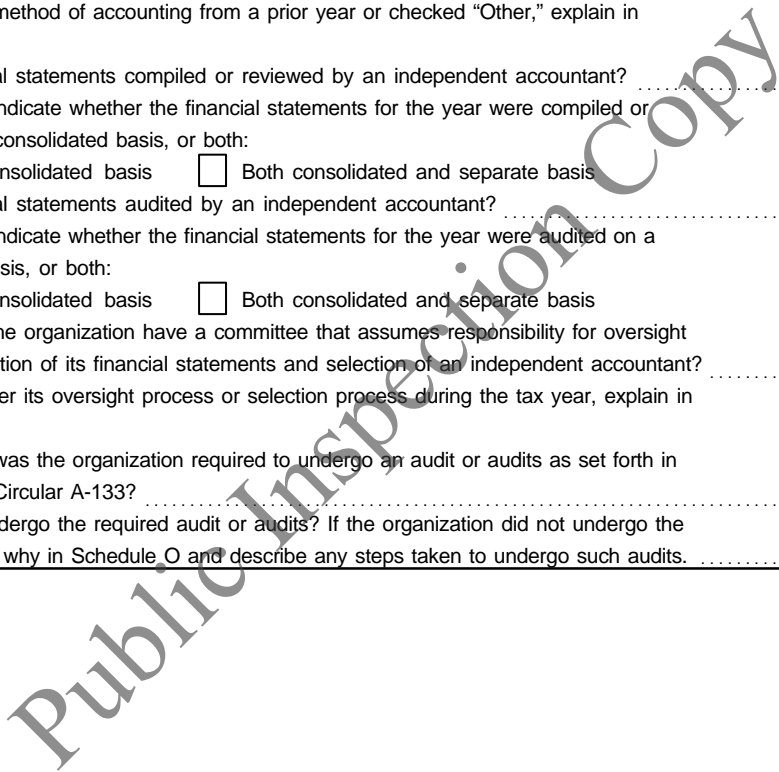 method of accounting from a prior year or checked “Other,” explain in
al statements compiled or reviewed by an independent accountant?
ndicate whether the financial statements for the year were compiled or
consolidated basis, or both:
nsolidated basis Both consolidated and separate basis
al statements audited by an independent accountant?
ndicate whether the financial statements for the year were audited on a
sis, or both:
nsolidated basis Both consolidated and separate basis
he organization have a committee that assumes responsibility for oversight
tion of its financial statements and selection of an independent accountant?
er its oversight process or selection process during the tax year, explain in
was the organization required to undergo an audit or audits as set forth in
Circular A-133?
dergo the required audit or audits? If the organization did not undergo the
why in Schedule O and describe any steps taken to undergo such audits.
Public Inspection Copy